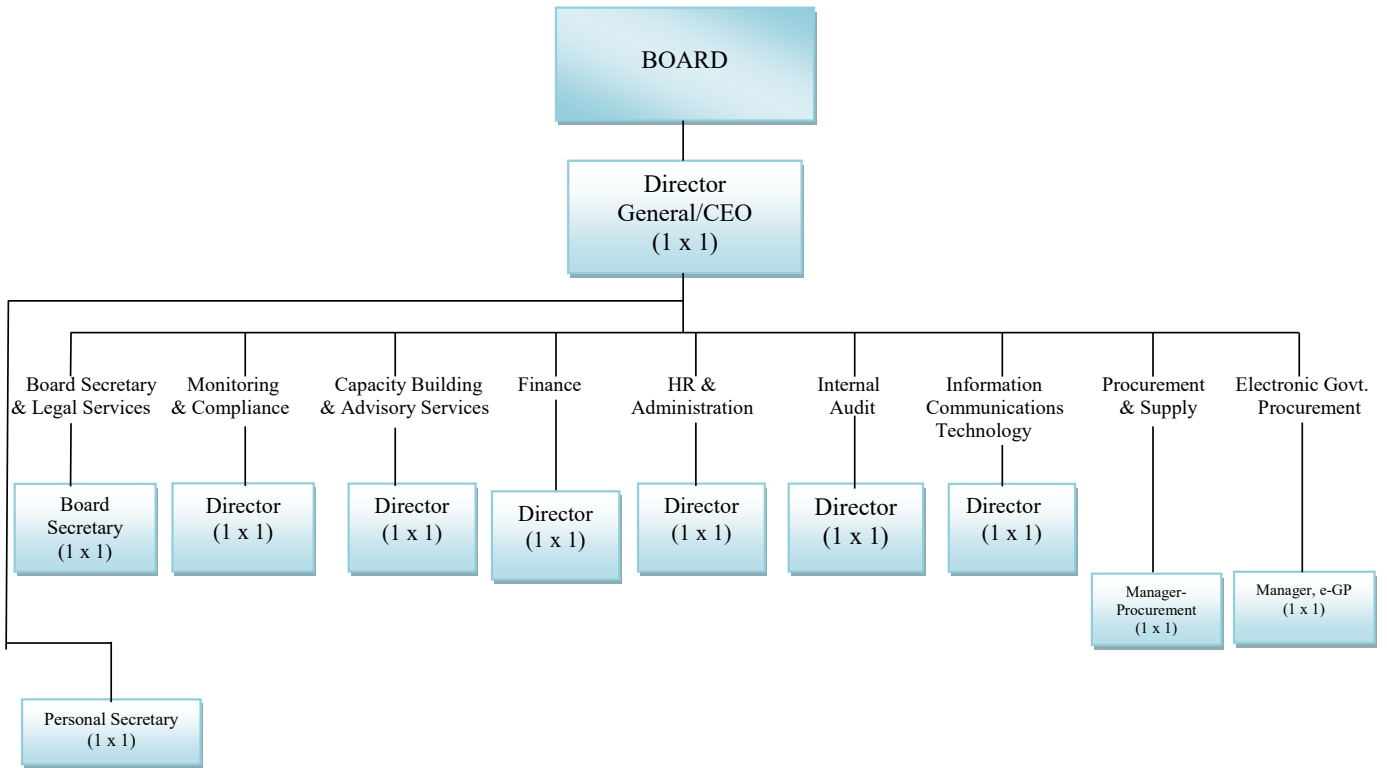 BOARD
Director
General/CEO
(1 x 1)
Board Secretary
& Legal Services
Monitoring
& Compliance
Capacity Building
& Advisory Services
Finance
HR &
Administration
Internal
Audit
Information
Communications
Technology
Procurement
& Supply
Electronic Govt.
Procurement
Board
Secretary
(1 x 1)
Director
(1 x 1)
Director
(1 x 1)
Director
(1 x 1)
Director
(1 x 1)
Director
(1 x 1)
Director
(1 x 1)
Manager-
Procurement
(1 x 1)
Manager, e-GP
(1 x 1)
Personal Secretary
(1 x 1)